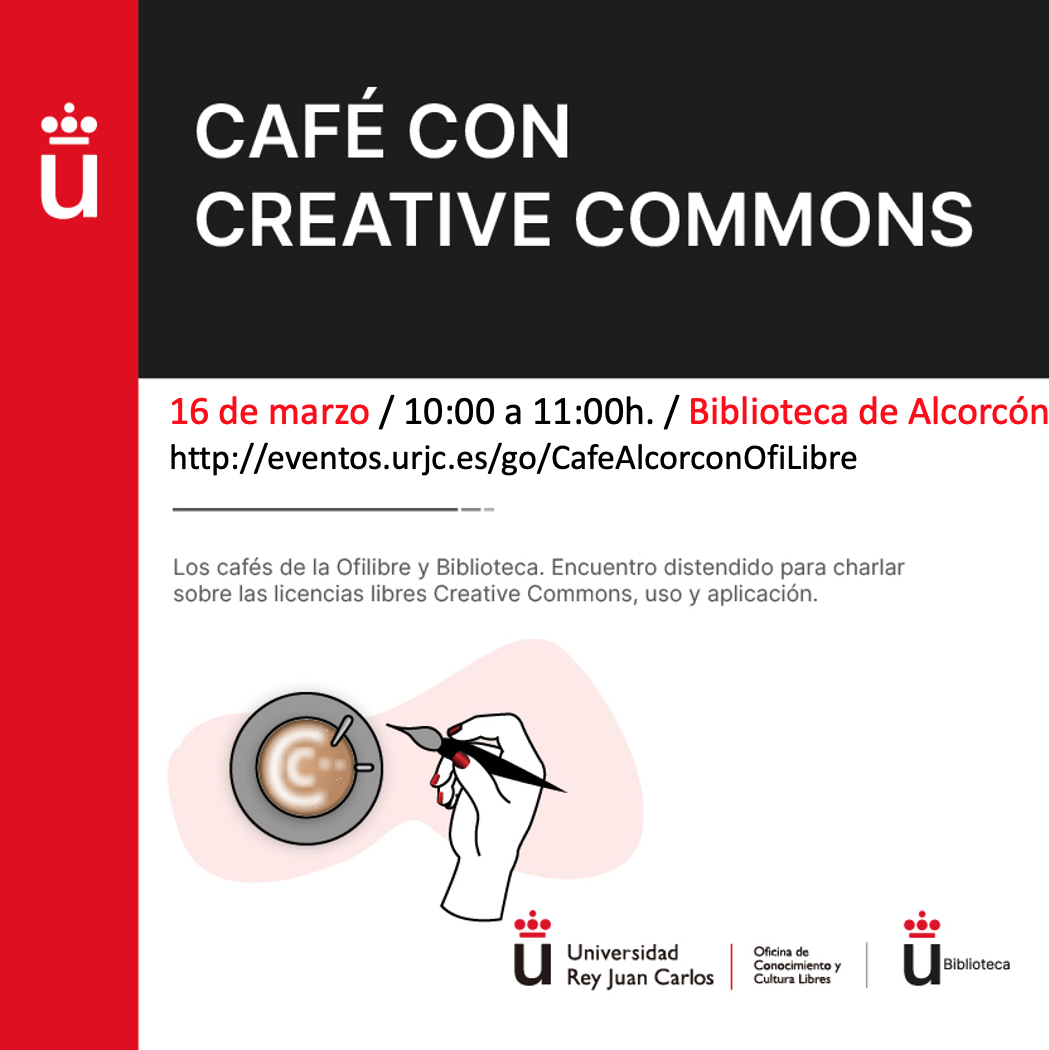 CAFÉ CON
CREATIVE COMMONS
16 de marzo / 10:00 a 11:00h. / Biblioteca de Alcorcón
http://eventos.urjc.es/go/CafeAlcorconOfiLibre
Los cafés de la Ofilibre y Biblioteca. Encuentro distendido para charlar
sobre las licencias libres Creative Commons, uso y aplicación.
Universidad
Rey Juan Carlos
Oficina de
Conocimiento y
Cultura Libres
Biblioteca